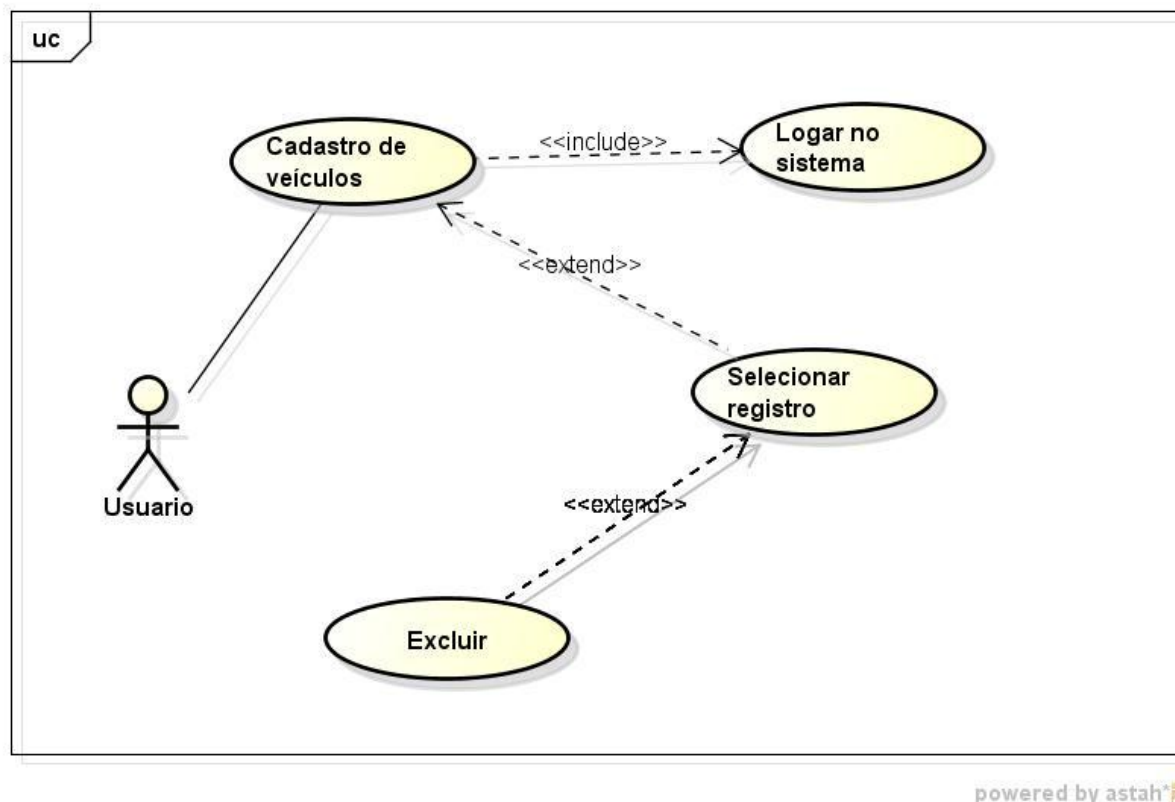 uc
Cadastro de
veículos
<<include>>
Logar no
sistema
<<extend>>
Selecionar
registro
Usuario
<<extend>>
Excluir
powered by astah*